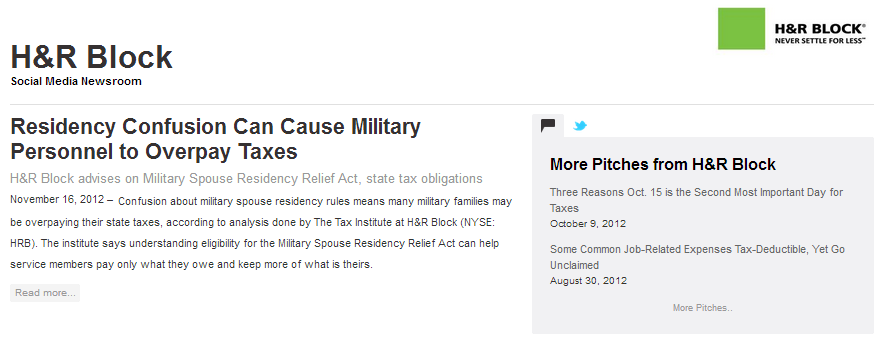 H&R BLOCK®
NEVER SETTLE FOR LESS™
H&R Block
Social Media Newsroom
Residency Confusion Can Cause Military
Personnel to Overpay Taxes
H&R Block advises on Military Spouse Residency Relief Act, state tax obligations
November 16, 2012 – Confusion about military spouse residency rules means many military families may
be overpaying their state taxes, according to analysis done by The Tax Institute at H&R Block (NYSE:
HRB). The institute says understanding eligibility for the Military Spouse Residency Relief Act can help
service members pay only what they owe and keep more of what is theirs.
Read more...
More Pitches from H&R Block
Three Reasons Oct. 15 is the Second Most Important Day for
Taxes
October 9, 2012
Some Common Job-Related Expenses Tax-Deductible, Yet Go
Unclaimed
August 30, 2012
More Pitches..